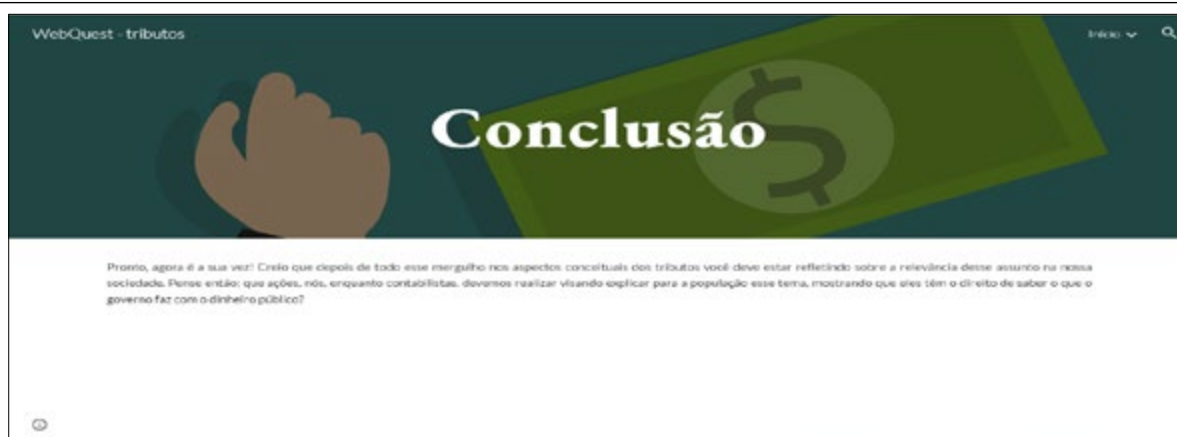 WebQuest - tributos
Início
Conclusão
$
Pronto, agora é a sua vez! Creio que depois de todo esse mergulho nos aspectos conceituais dos tributos você deve estar refletindo sobre a relevância desse assunto na nossa
sociedade. Pense então: que ações, nós, enquanto contabilistas, devemos realizar visando explicar para a população esse tema, mostrando que eles têm o direito de saber o que o
governo faz com o dinheiro público?